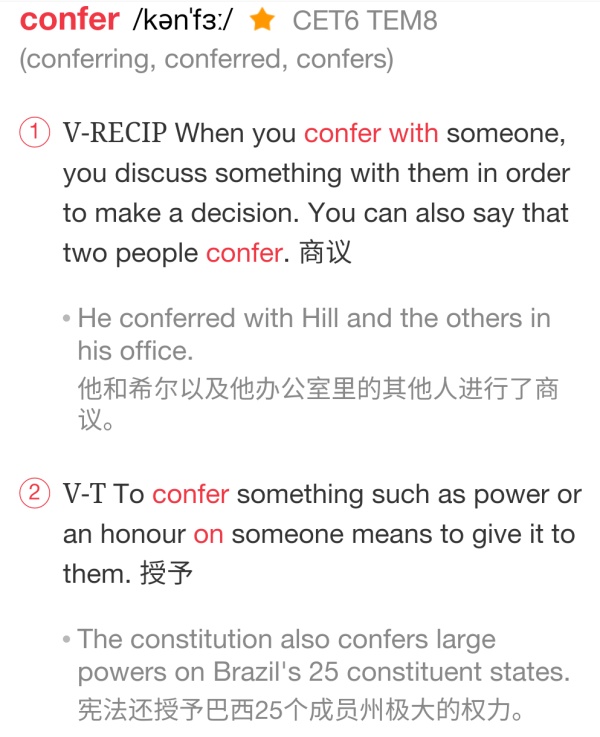 confer /kən'fɜː/ ★ CET6 TEM8
(conferring, conferred, confers)
① V-RECIP When you confer with someone,
you discuss something with them in order
to make a decision. You can also say that
two people confer. 商议
• He conferred with Hill and the others in
his office.
他和希尔以及他办公室里的其他人进行了商
议。
② V-T To confer something such as power or
an honour on someone means to give it to
them. 授予
• The constitution also confers large
powers on Brazil's 25 constituent states.
宪法还授予巴西25个成员州极大的权力。